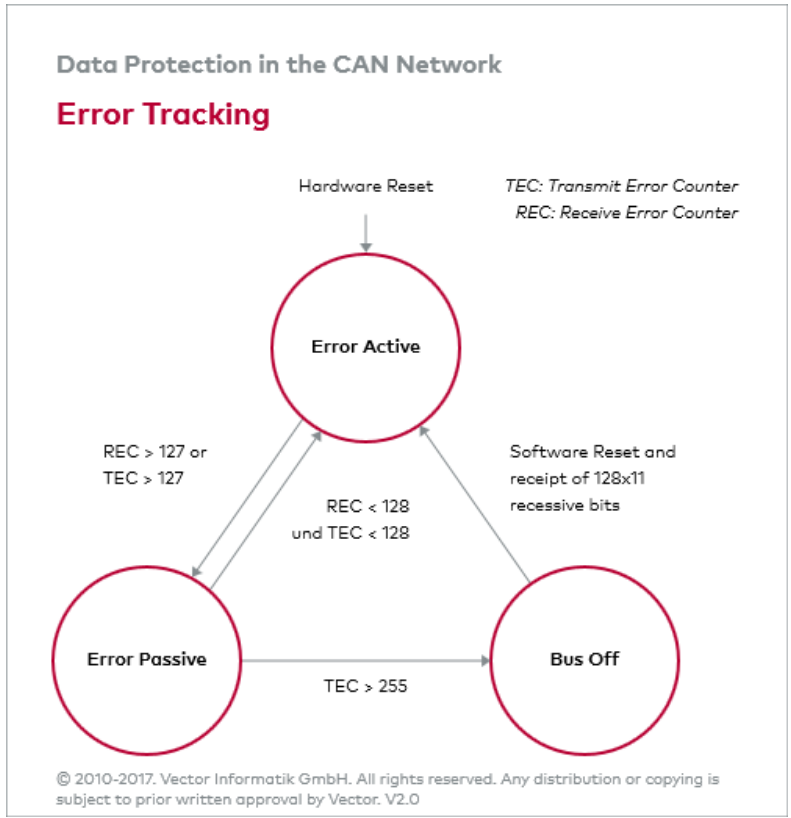 Data Protection in the CAN Network
Error Tracking
Hardware Reset
TEC: Transmit Error Counter
REC: Receive Error Counter
Error Active
REC > 127 or
TEC > 127
REC < 128
und TEC < 128
Software Reset and
receipt of 128x11
recessive bits
Error Passive
TEC > 255
Bus Off
© 2010-2017. Vector Informatik GmbH. All rights reserved. Any distribution or copying is
subject to prior written approval by Vector. V2.0